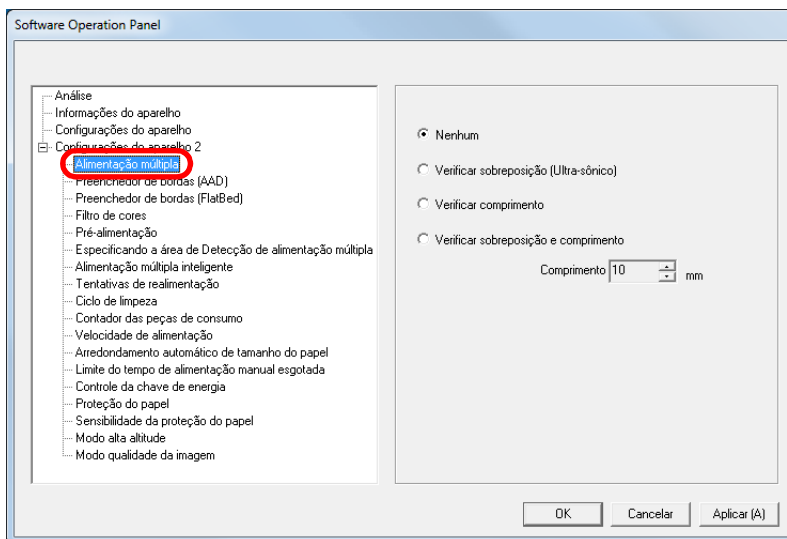 Software Operation Panel
Análise
Informações do aparelho
Configurações do aparelho
Configurações do aparelho 2
Alimentação múltipla
Preenchedor de bordas (AAD)
Preenchedor de bordas (FlatBed)
Filtro de cores
Pré-alimentação
Especificando a área de Detecção de alimentação múltipla
Alimentação múltipla inteligente
Tentativas de realimentação
Ciclo de limpeza
Contador das peças de consumo
Velocidade de alimentação
Arredondamento automático de tamanho do papel
Limite do tempo de alimentação manual esgotada
Controle da chave de energia
Proteção do papel
Sensibilidade da proteção do papel
Modo alta altitude
Modo qualidade da imagem
Nenhum
Verificar sobreposição (Ultra-sônico)
Verificar comprimento
Verificar sobreposição e comprimento
Comprimento 10 mm
OK Cancelar Aplicar (A)